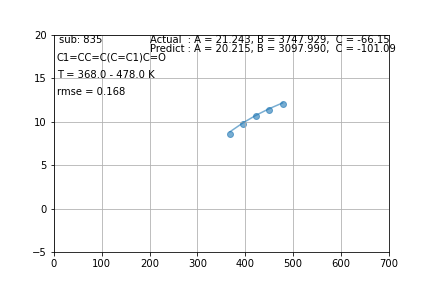 sub: 835
Actual : A = 21.243, B = 3747.929, C = -66.15
Predict : A = 20.215, B = 3097.990, C = -101.09
C1=CC=C(C=C1)C=O
T = 368.0 - 478.0 K
rmse = 0.168
20
15
10
5
0
−5
0 100 200 300 400 500 600 700